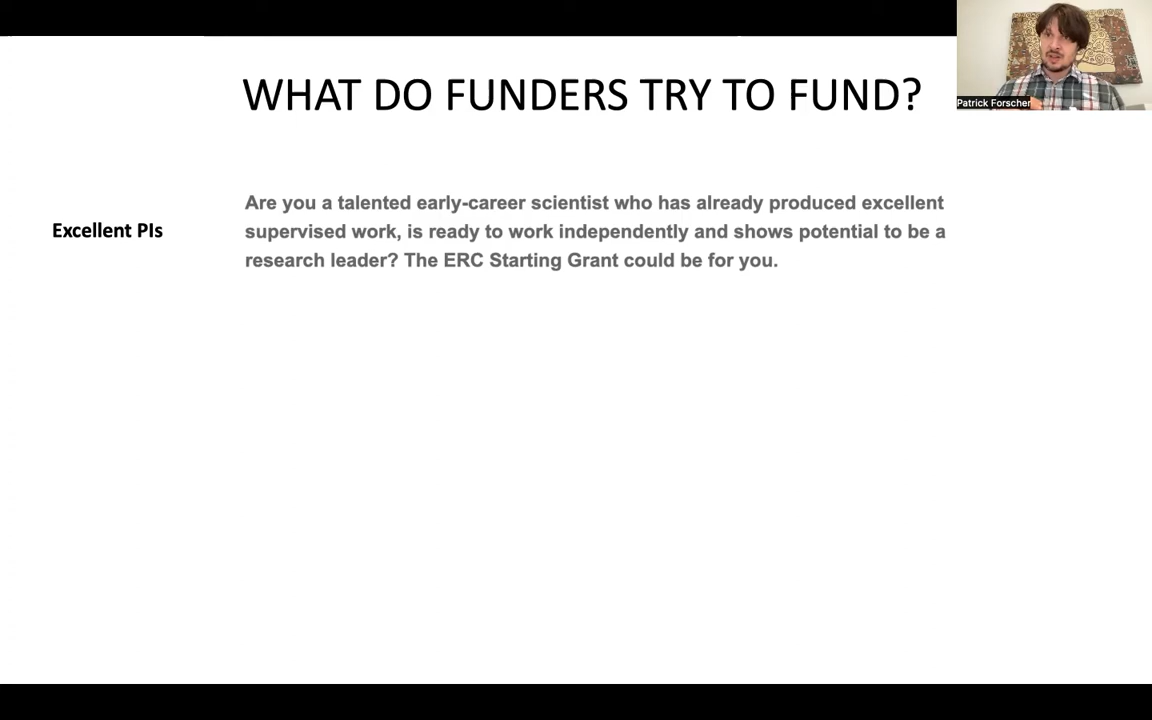 WHAT DO FUNDERS TRY TO FUND?
Patrick Forscher
Excellent PIs
Are you a talented early-career scientist who has already produced excellent
supervised work, is ready to work independently and shows potential to be a
research leader? The ERC Starting Grant could be for you.